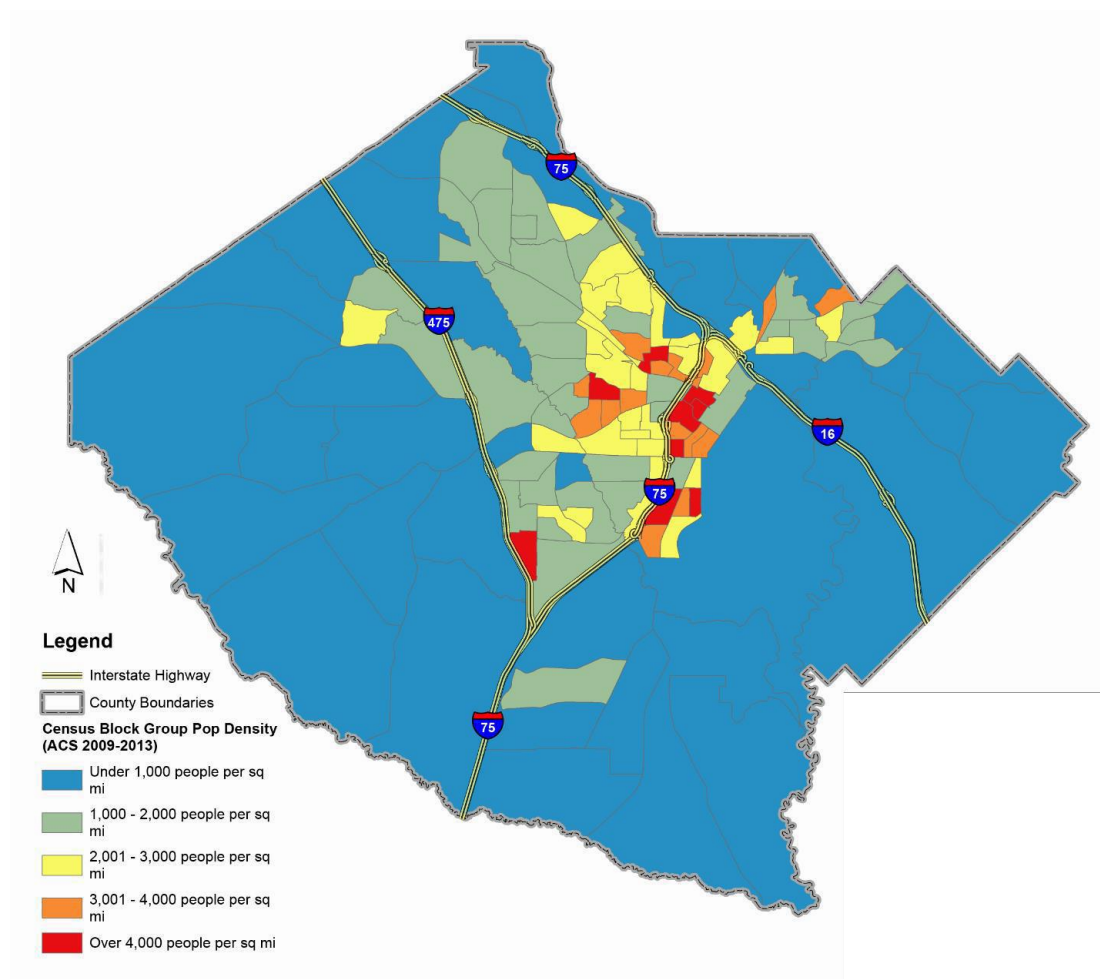 75
475
16
75
75
N
Legend
Interstate Highway
County Boundaries
Census Block Group Pop Density
(ACS 2009-2013)
Under 1,000 people per sq
mi
1,000 - 2,000 people per sq
mi
2,001 - 3,000 people per sq
mi
3,001 - 4,000 people per sq
mi
Over 4,000 people per sq mi